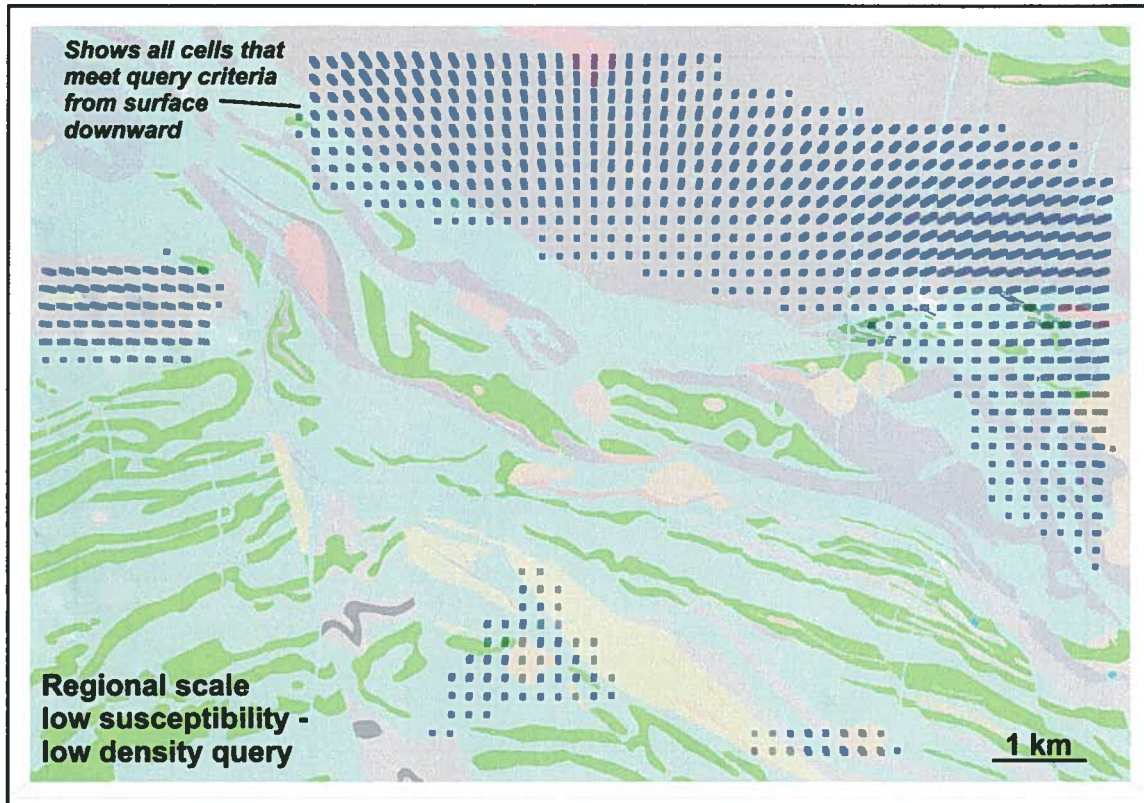 Shows all cells that
meet query criteria
from surface
downward
Regional scale
low susceptibility -
low density query
1 km